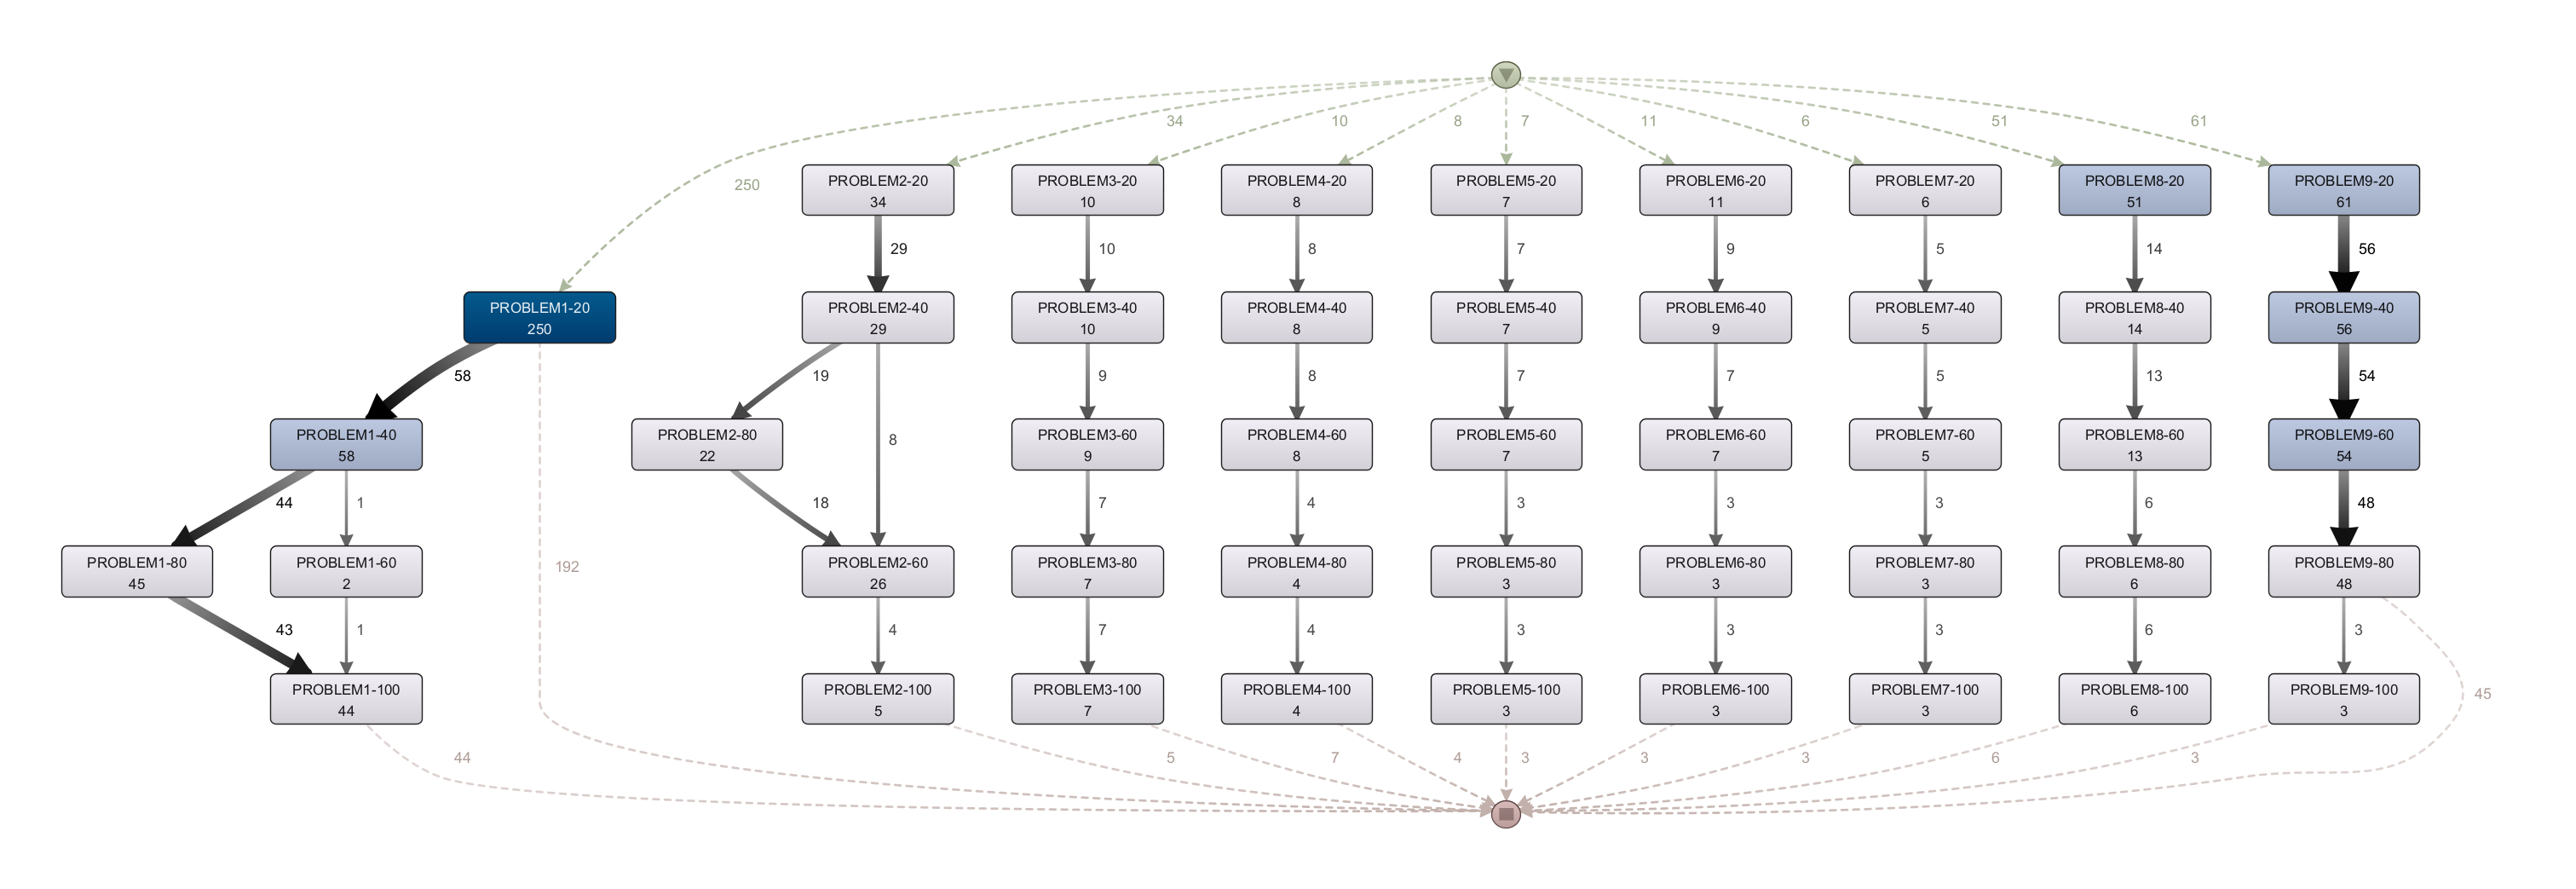 34
10
8
7
11
6
51
61
250
PROBLEM2-20
34
PROBLEM3-20
10
PROBLEM4-20
8
PROBLEM5-20
7
PROBLEM6-20
11
PROBLEM7-20
6
PROBLEM8-20
51
PROBLEM9-20
61
29
10
8
7
9
5
14
56
PROBLEM1-20
250
PROBLEM2-40
29
PROBLEM3-40
10
PROBLEM4-40
8
PROBLEM5-40
7
PROBLEM6-40
9
PROBLEM7-40
5
PROBLEM8-40
14
PROBLEM9-40
56
58
19
9
8
7
7
5
13
54
PROBLEM1-40
58
PROBLEM2-80
22
8
PROBLEM3-60
9
PROBLEM4-60
8
PROBLEM5-60
7
PROBLEM6-60
7
PROBLEM7-60
5
PROBLEM8-60
13
PROBLEM9-60
54
44
1
18
7
4
3
3
3
6
48
PROBLEM1-80
45
PROBLEM1-60
2
192
PROBLEM2-60
26
PROBLEM3-80
7
PROBLEM4-80
4
PROBLEM5-80
3
PROBLEM6-80
3
PROBLEM7-80
3
PROBLEM8-80
6
PROBLEM9-80
48
43
1
4
7
4
3
3
3
6
3
PROBLEM1-100
44
PROBLEM2-100
5
PROBLEM3-100
7
PROBLEM4-100
4
PROBLEM5-100
3
PROBLEM6-100
3
PROBLEM7-100
3
PROBLEM8-100
6
PROBLEM9-100
3
45
44
5
7
4
3
3
3
6
3